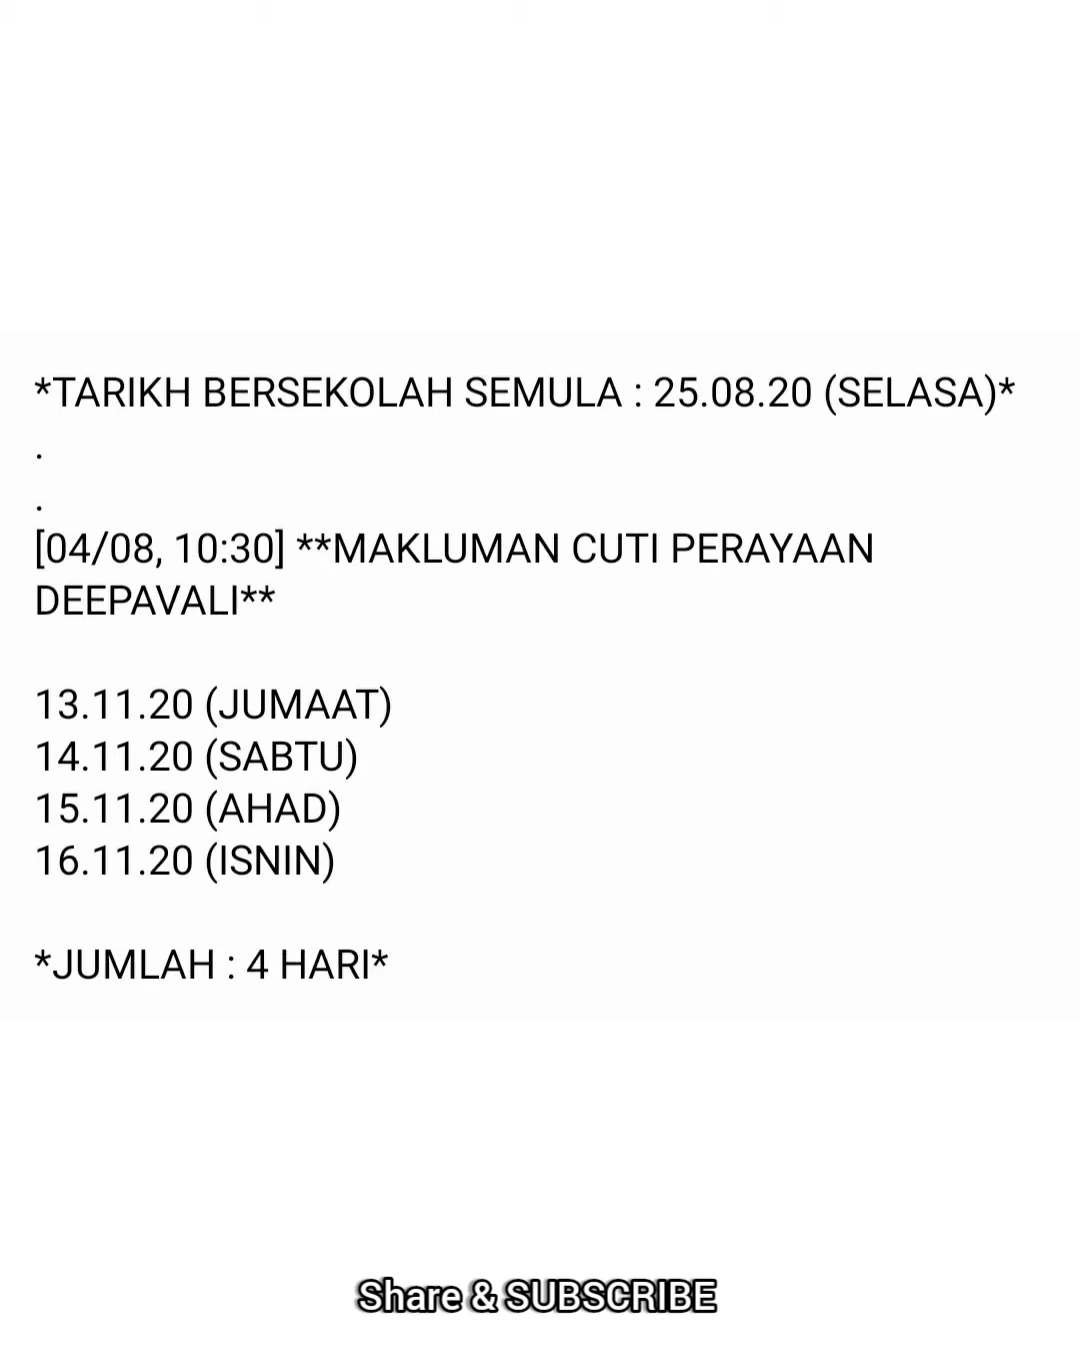 *TARIKH BERSEKOLAH SEMULA : 25.08.20 (SELASA)*
.
.
[04/08, 10:30] **MAKLUMAN CUTI PERAYAAN
DEEPAVALI**
13.11.20 (JUMAAT)
14.11.20 (SABTU)
15.11.20 (AHAD)
16.11.20 (ISNIN)
*JUMLAH : 4 HARI*
Share & SUBSCRIBE